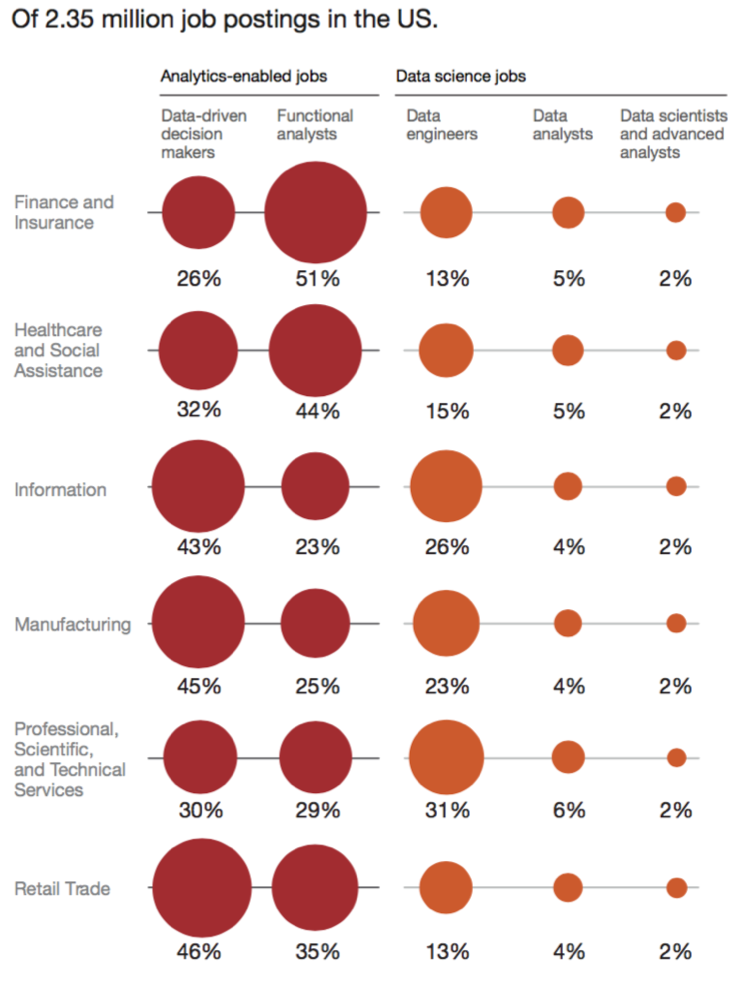 Of 2.35 million job postings in the US.
Analytics-enabled jobs
Data science jobs
Data-driven
decision
makers
Functional
analysts
Data
engineers
Data
analysts
Data scientists
and advanced
analysts
Finance and
Insurance
26% 51% 13% 5% 2%
Healthcare
and Social
Assistance
32% 44% 15% 5% 2%
Information
43% 23% 26% 4% 2%
Manufacturing
45% 25% 23% 4% 2%
Professional,
Scientific,
and Technical
Services
30% 29% 31% 6% 2%
Retail Trade
46% 35% 13% 4% 2%